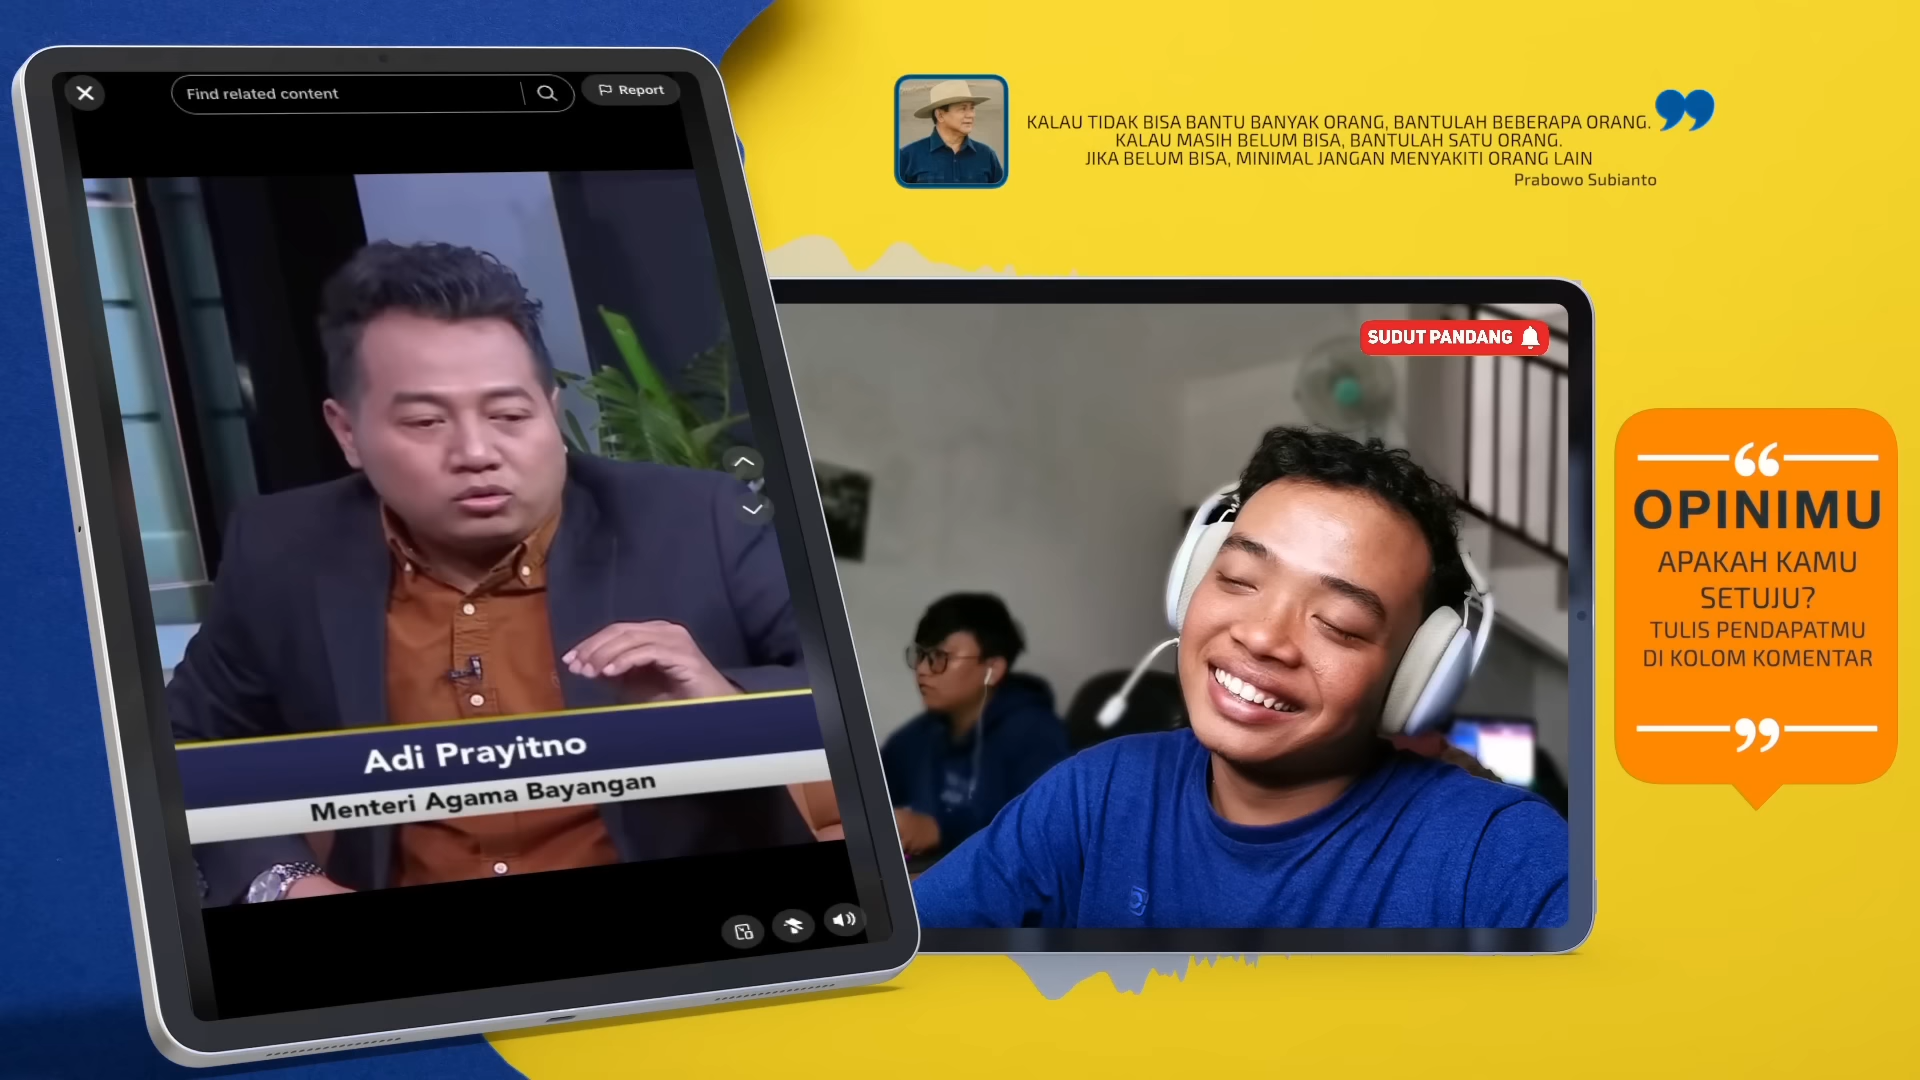 Find related content
Report
Adi Prayitno
Menteri Agama Bayangan
KALAU TIDAK BISA BANTU BANYAK ORANG, BANTULAH BEBERAPA ORANG.
KALAU MASIH BELUM BISA, BANTULAH SATU ORANG.
JIKA BELUM BISA, MINIMAL JANGAN MENYAKITI ORANG LAIN
Prabowo Subianto
SUDUT PANDANG
OPINIMU
APAKAH KAMU
SETUJU?
TULIS PENDAPATMU
DI KOLOM KOMENTAR